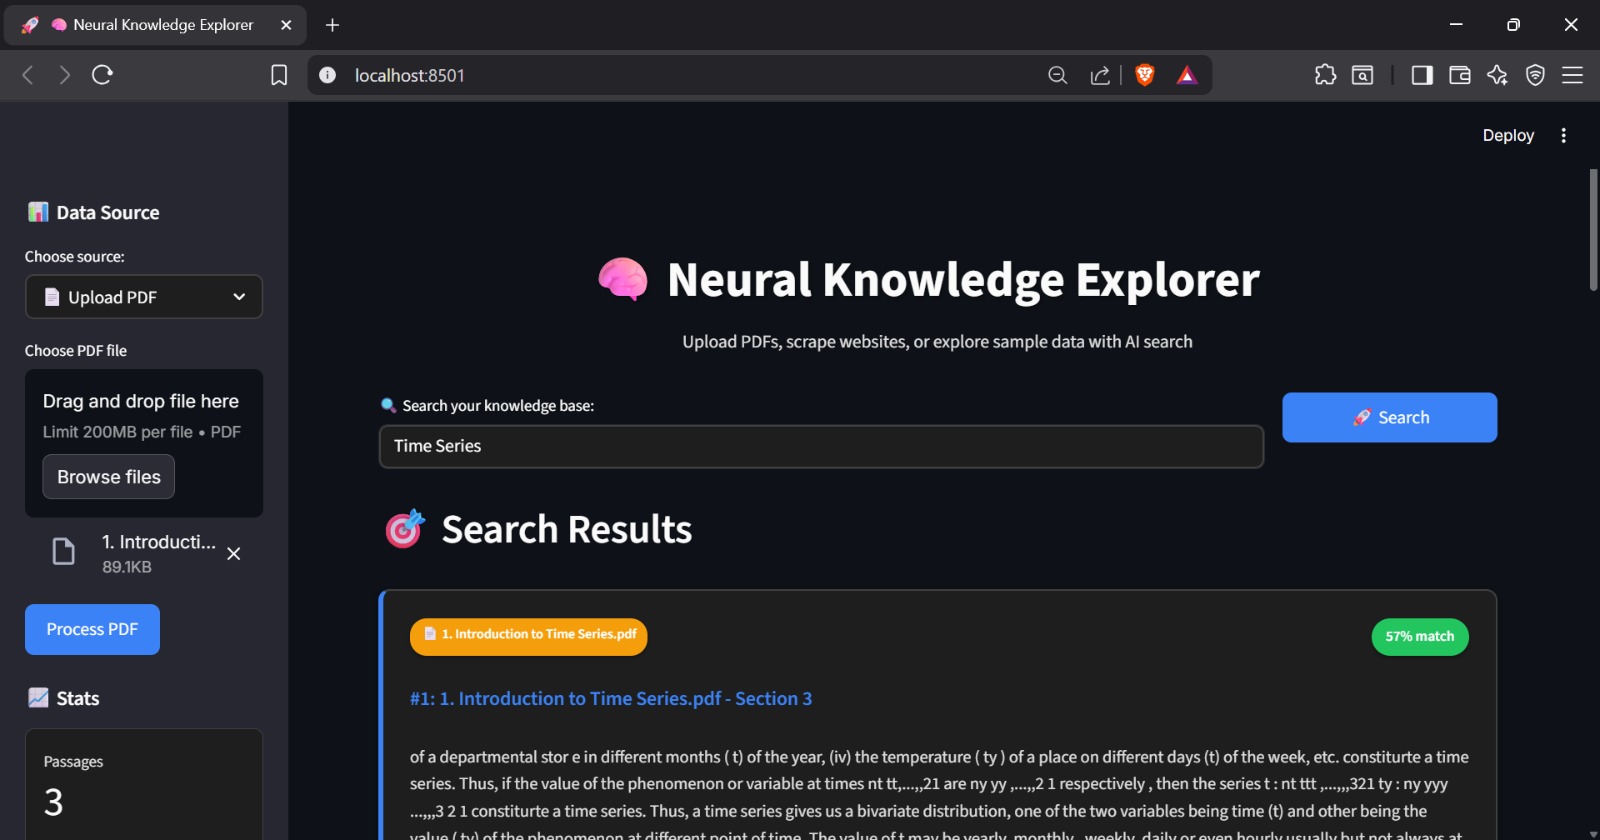 Neural Knowledge Explorer
localhost:8501
Deploy
Data Source
Choose source:
Upload PDF
Choose PDF file
Drag and drop file here
Limit 200MB per file • PDF
Browse files
1. Introducti...
89.1KB
Process PDF
Stats
Passages
3
Neural Knowledge Explorer
Upload PDFs, scrape websites, or explore sample data with AI search
Search your knowledge base:
Time Series
Search
Search Results
1. Introduction to Time Series.pdf
57% match
#1: 1. Introduction to Time Series.pdf - Section 3
of a departmental stor e in different months ( t) of the year, (iv) the temperature ( ty ) of a place on different days (t) of the week, etc. constiturte a time
series. Thus, if the value of the phenomenon or variable at times nt tt,...,,21 are ny yy ,...,,2 1 respectively , then the series t : nt ttt ,...,,,321 ty : ny yyy
...,,,3 2 1 constiturte a time series. Thus, a time series gives us a bivariate distribution, one of the two variables being time (t) and other being the
value ( ty) of the phenomenon at different point of time. The value of t may be yearly, monthly , weekly, daily or even hourly usually but not always at